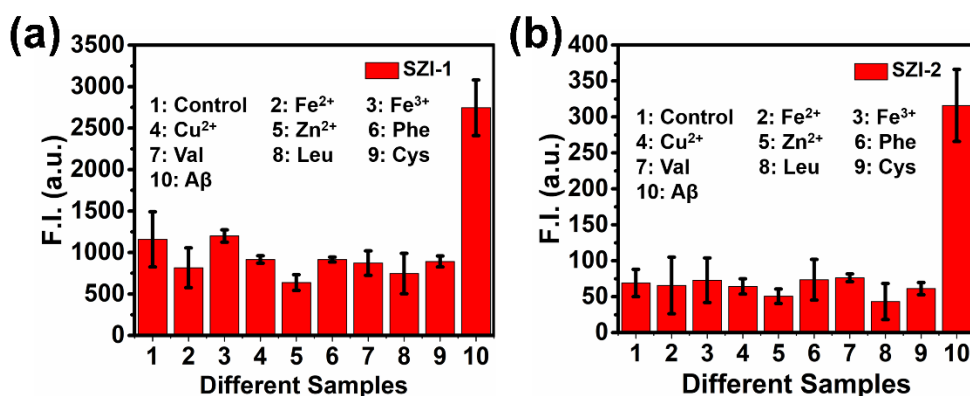 (a)
F.I. (a.u.)
3500
3000
2500
2000
1500
1000
500
0
SZI-1
1: Control 2: Fe²⁺ 3: Fe³⁺
4: Cu²⁺ 5: Zn²⁺ 6: Phe
7: Val 8: Leu 9: Cys
10: Aβ
1 2 3 4 5 6 7 8 9 10
Different Samples
(b)
F.I. (a.u.)
400
350
300
250
200
150
100
50
0
SZI-2
1: Control 2: Fe²⁺ 3: Fe³⁺
4: Cu²⁺ 5: Zn²⁺ 6: Phe
7: Val 8: Leu 9: Cys
10: Aβ
1 2 3 4 5 6 7 8 9 10
Different Samples